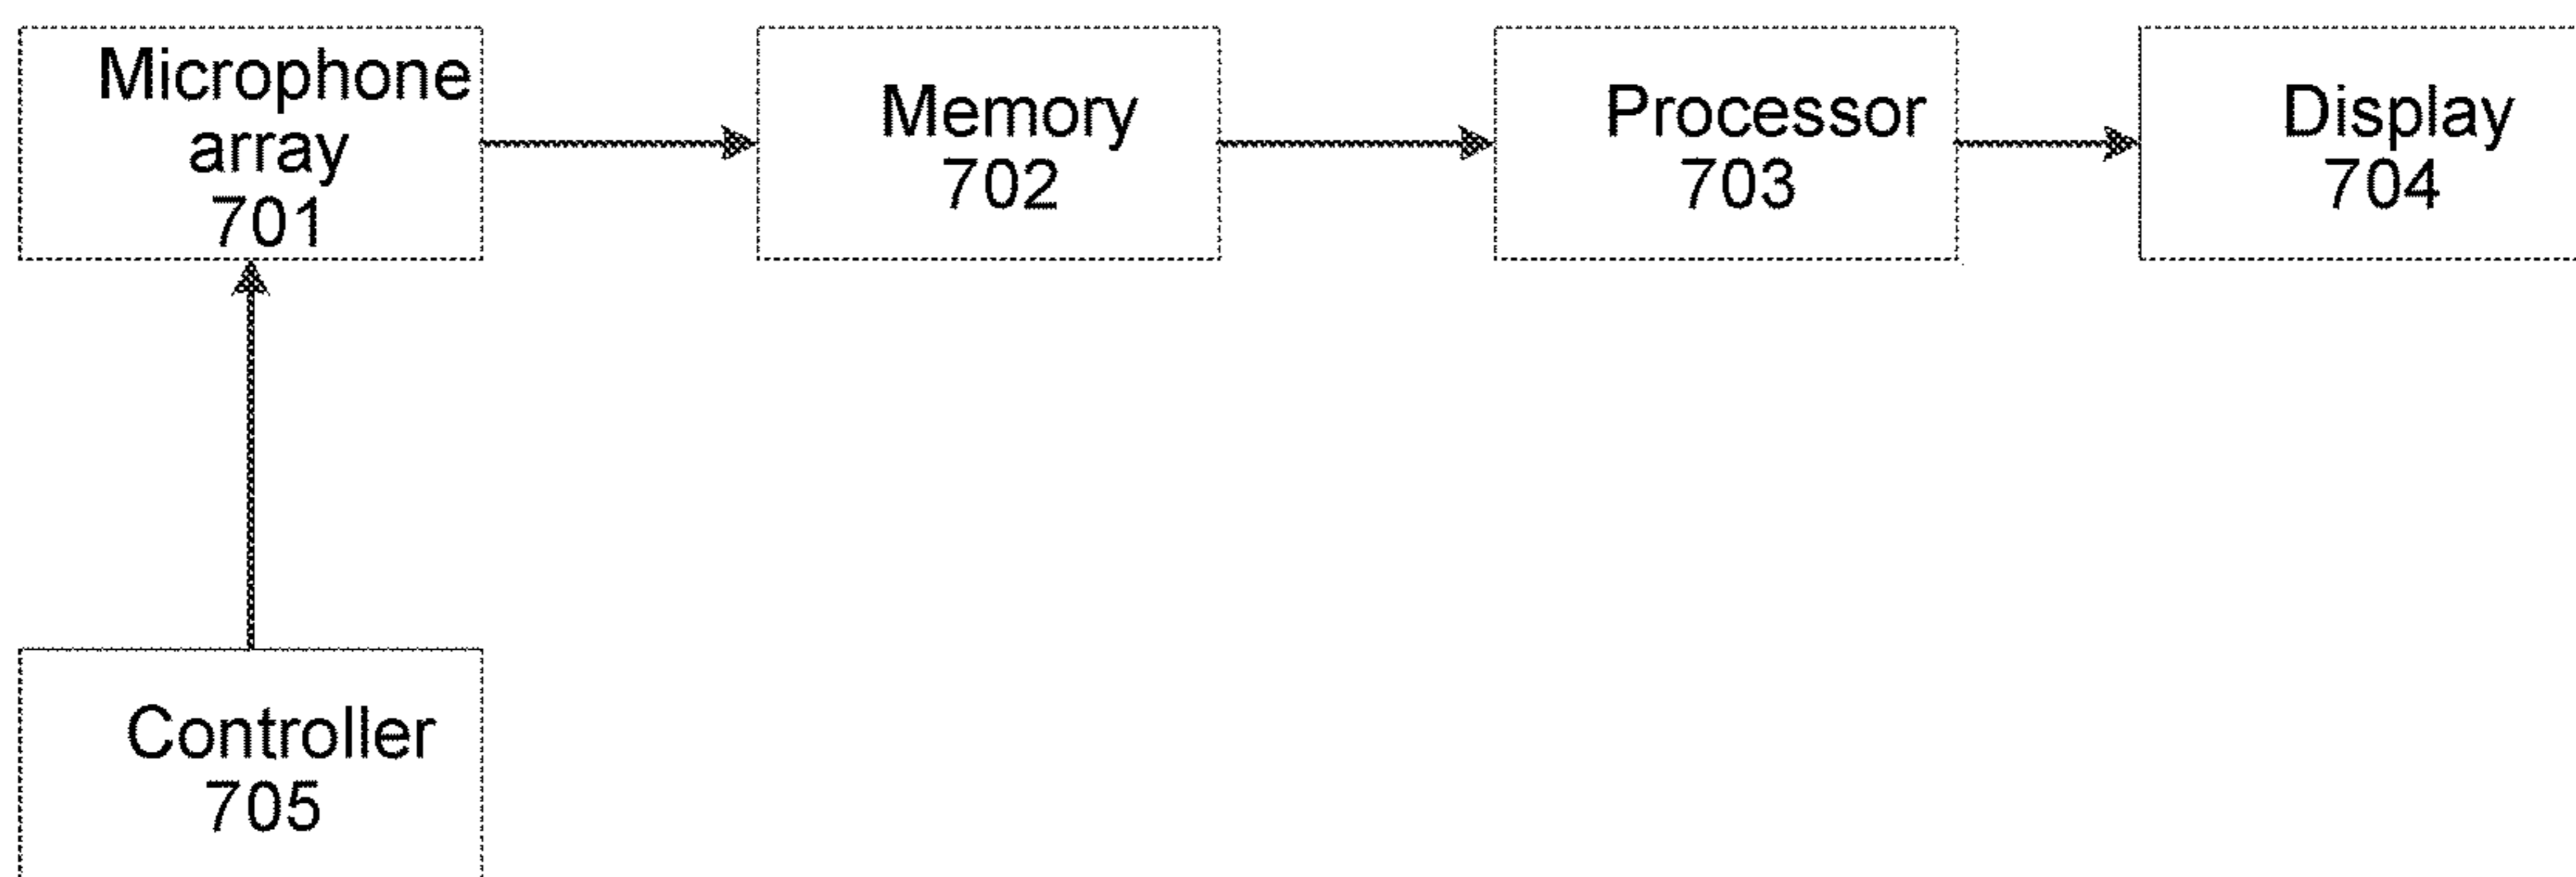 Microphone
array
701
Memory
702
Processor
703
Display
704
Controller
705